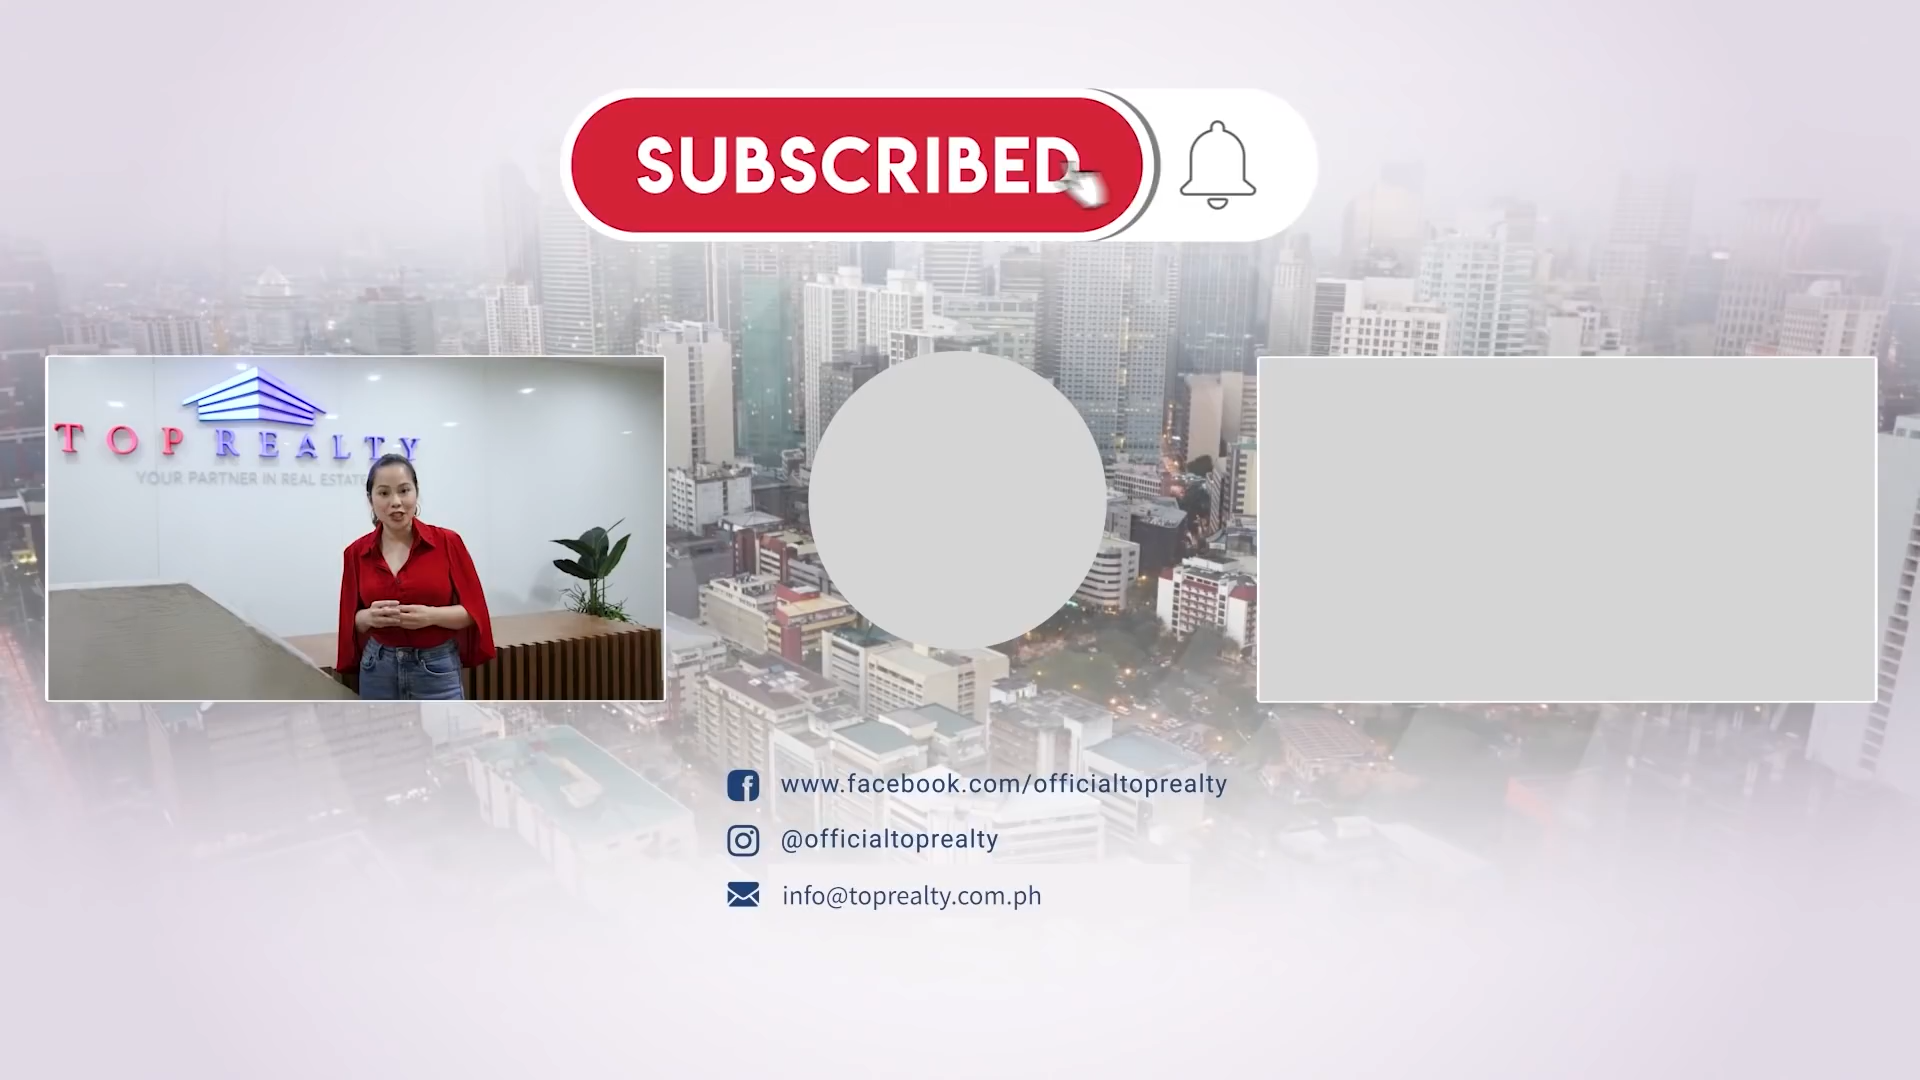 SUBSCRIBED
TOP REALTY
YOUR PARTNER IN REAL ESTATE
www.facebook.com/officialtoprealty
@officialtoprealty
info@toprealty.com.ph